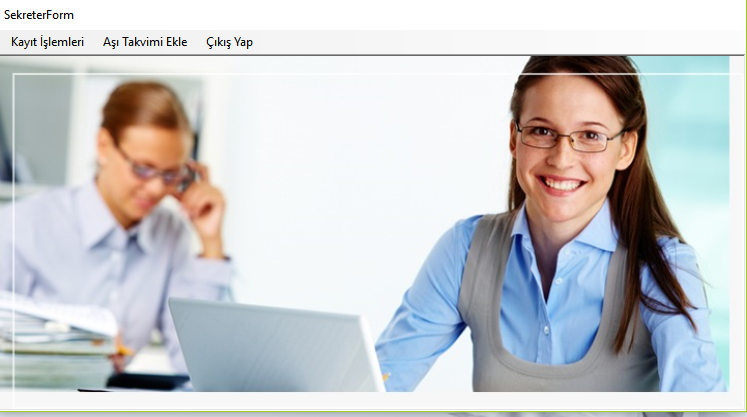 SekreterForm
Kayıt İşlemleri Aşı Takvimi Ekle Çıkış Yap